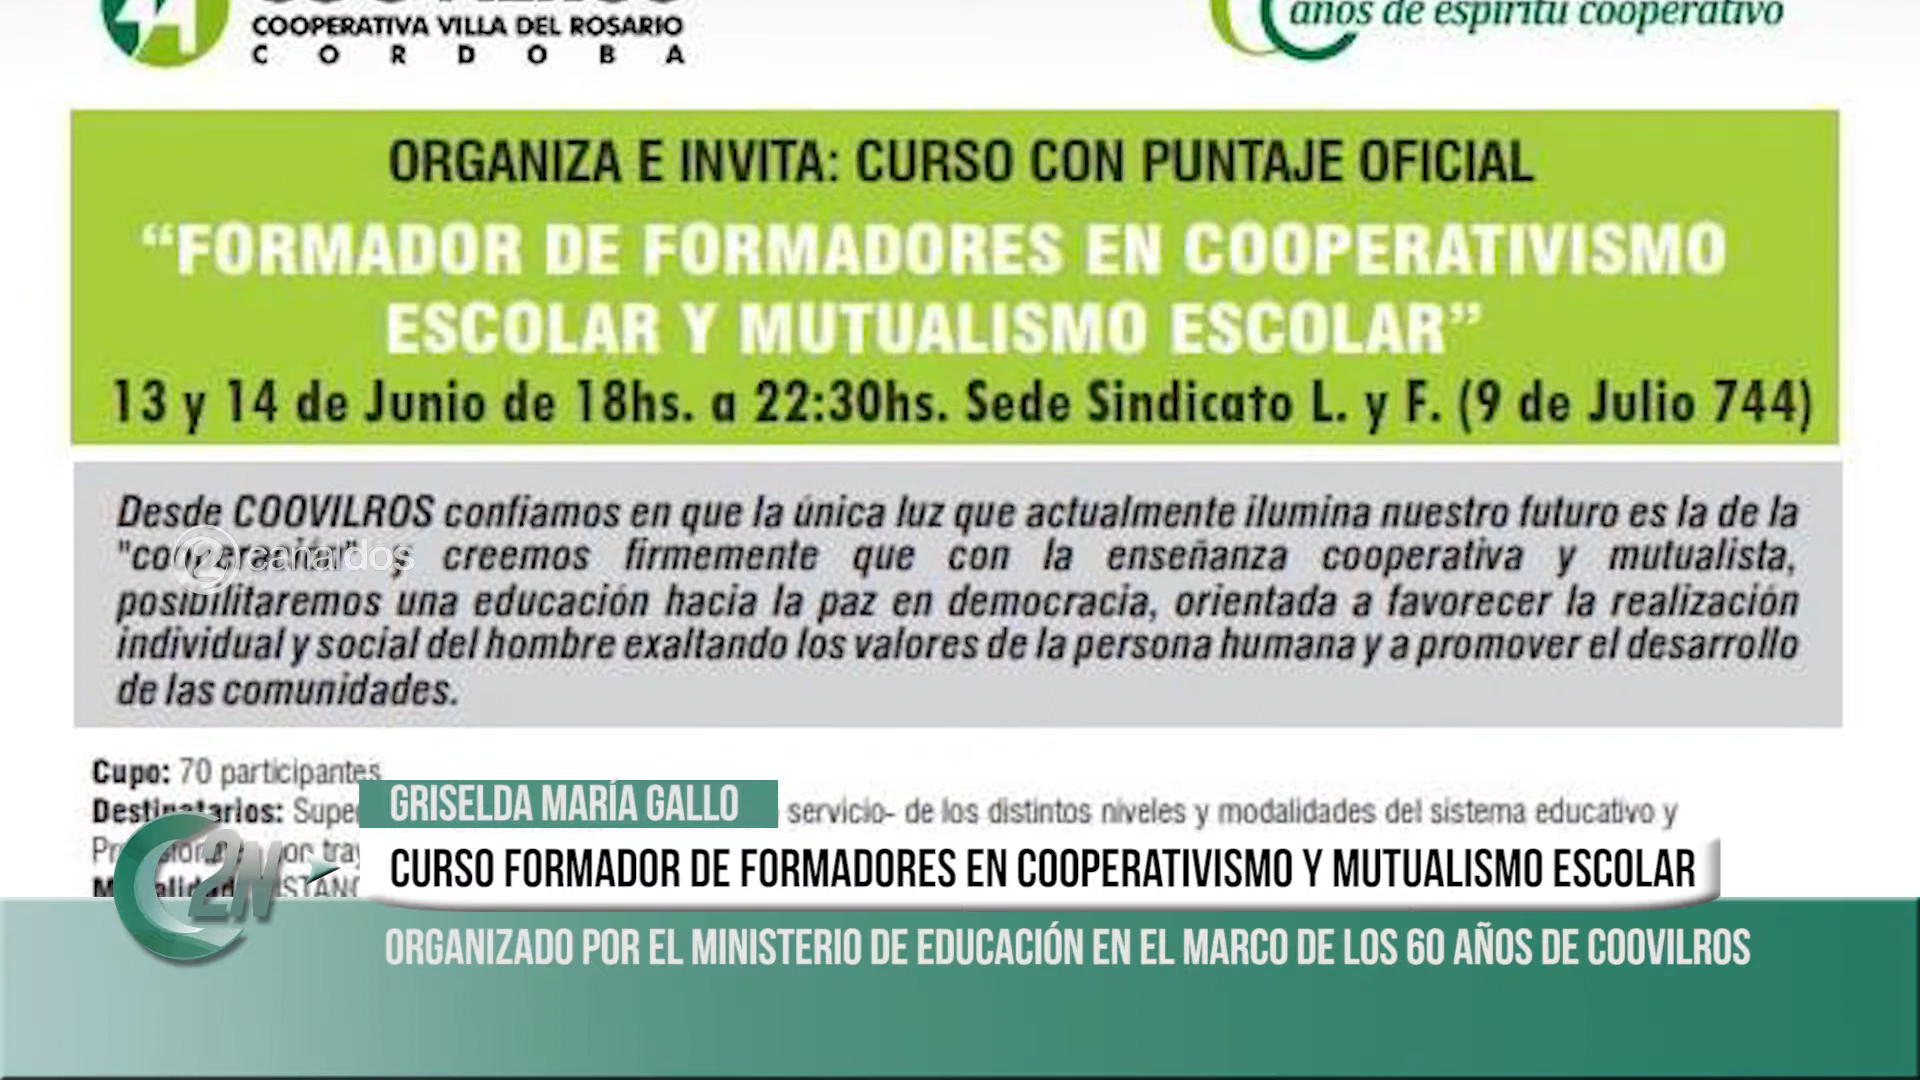 COOPERATIVA VILLA DEL ROSARIO
CORDOBA
años de espíritu cooperativo
ORGANIZA E INVITA: CURSO CON PUNTAJE OFICIAL
“FORMADOR DE FORMADORES EN COOPERATIVISMO
ESCOLAR Y MUTUALISMO ESCOLAR”
13 y 14 de Junio de 18hs. a 22:30hs. Sede Sindicato L. y F. (9 de Julio 744)
Desde COOVILROS confiamos en que la única luz que actualmente ilumina nuestro futuro es la de la
"cooperación" y creemos firmemente que con la enseñanza cooperativa y mutualista,
canal dos
posibilitaremos una educación hacia la paz en democracia, orientada a favorecer la realización
individual y social del hombre exaltando los valores de la persona humana y a promover el desarrollo
de las comunidades.
Cupo: 70 participantes
Destinatarios: servicio- de los distintos niveles y modalidades del sistema educativo y
GRISELDA MARÍA GALLO
CURSO FORMADOR DE FORMADORES EN COOPERATIVISMO Y MUTUALISMO ESCOLAR
C2N
ORGANIZADO POR EL MINISTERIO DE EDUCACIÓN EN EL MARCO DE LOS 60 AÑOS DE COOVILROS